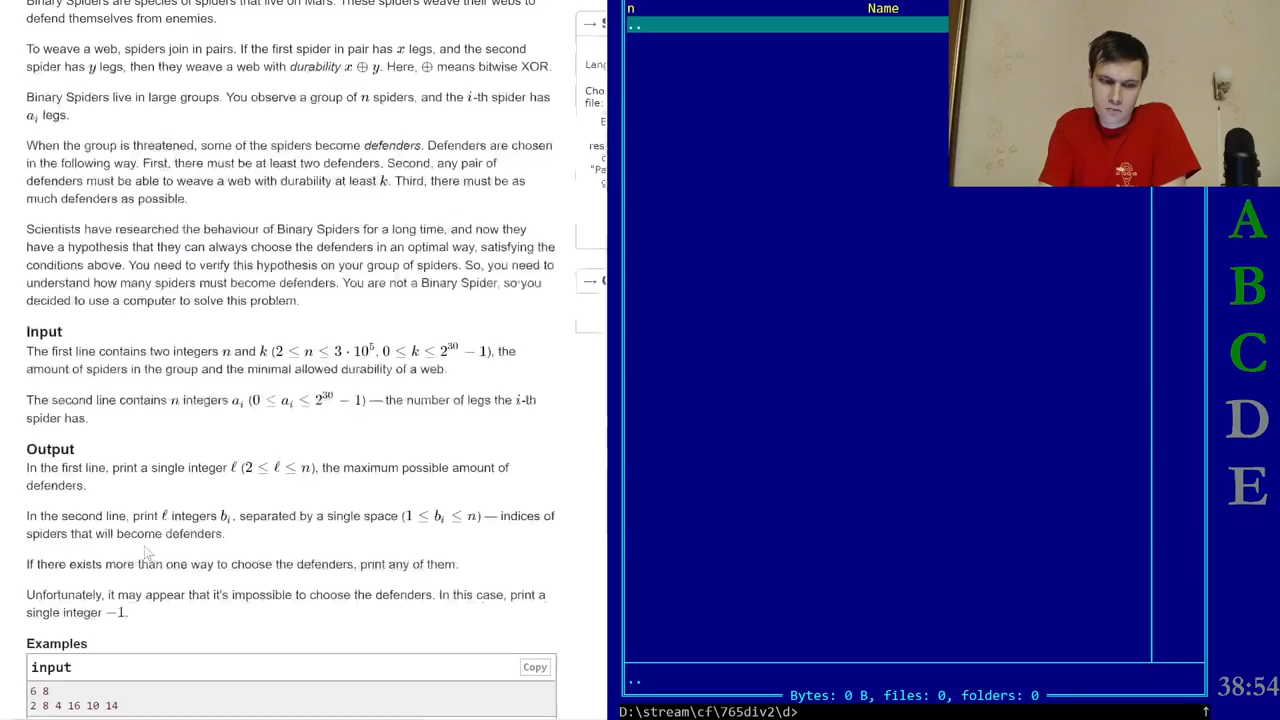 Binary Spiders are species of spiders that live on Mars. These spiders weave their webs to
defend themselves from enemies.
To weave a web, spiders join in pairs. If the first spider in pair has x legs, and the second
spider has y legs, then they weave a web with durability x ⊕ y. Here, ⊕ means bitwise XOR.
Binary Spiders live in large groups. You observe a group of n spiders, and the i-th spider has
aᵢ legs.
When the group is threatened, some of the spiders become defenders. Defenders are chosen
in the following way. First, there must be at least two defenders. Second, any pair of
defenders must be able to weave a web with durability at least k. Third, there must be as
much defenders as possible.
Scientists have researched the behaviour of Binary Spiders for a long time, and now they
have a hypothesis that they can always choose the defenders in an optimal way, satisfying the
conditions above. You need to verify this hypothesis on your group of spiders. So, you need to
understand how many spiders must become defenders. You are not a Binary Spider, so you
decided to use a computer to solve this problem.
Input
The first line contains two integers n and k (2 ≤ n ≤ 3 · 10⁵, 0 ≤ k ≤ 2³⁰ − 1), the
amount of spiders in the group and the minimal allowed durability of a web.
The second line contains n integers aᵢ (0 ≤ aᵢ ≤ 2³⁰ − 1) — the number of legs the i-th
spider has.
Output
In the first line, print a single integer ℓ (2 ≤ ℓ ≤ n), the maximum possible amount of
defenders.
In the second line, print ℓ integers bᵢ, separated by a single space (1 ≤ bᵢ ≤ n) — indices of
spiders that will become defenders.
If there exists more than one way to choose the defenders, print any of them.
Unfortunately, it may appear that it's impossible to choose the defenders. In this case, print a
single integer −1.
Examples
input Copy
6 8
2 8 4 16 10 14
→ S
Lang
Cho
file:
res
"Pa
→
n Name
..
..
Bytes: 0 B, files: 0, folders: 0
D:\stream\cf\765div2\d> ↑
A
B
C
D
E
38:54